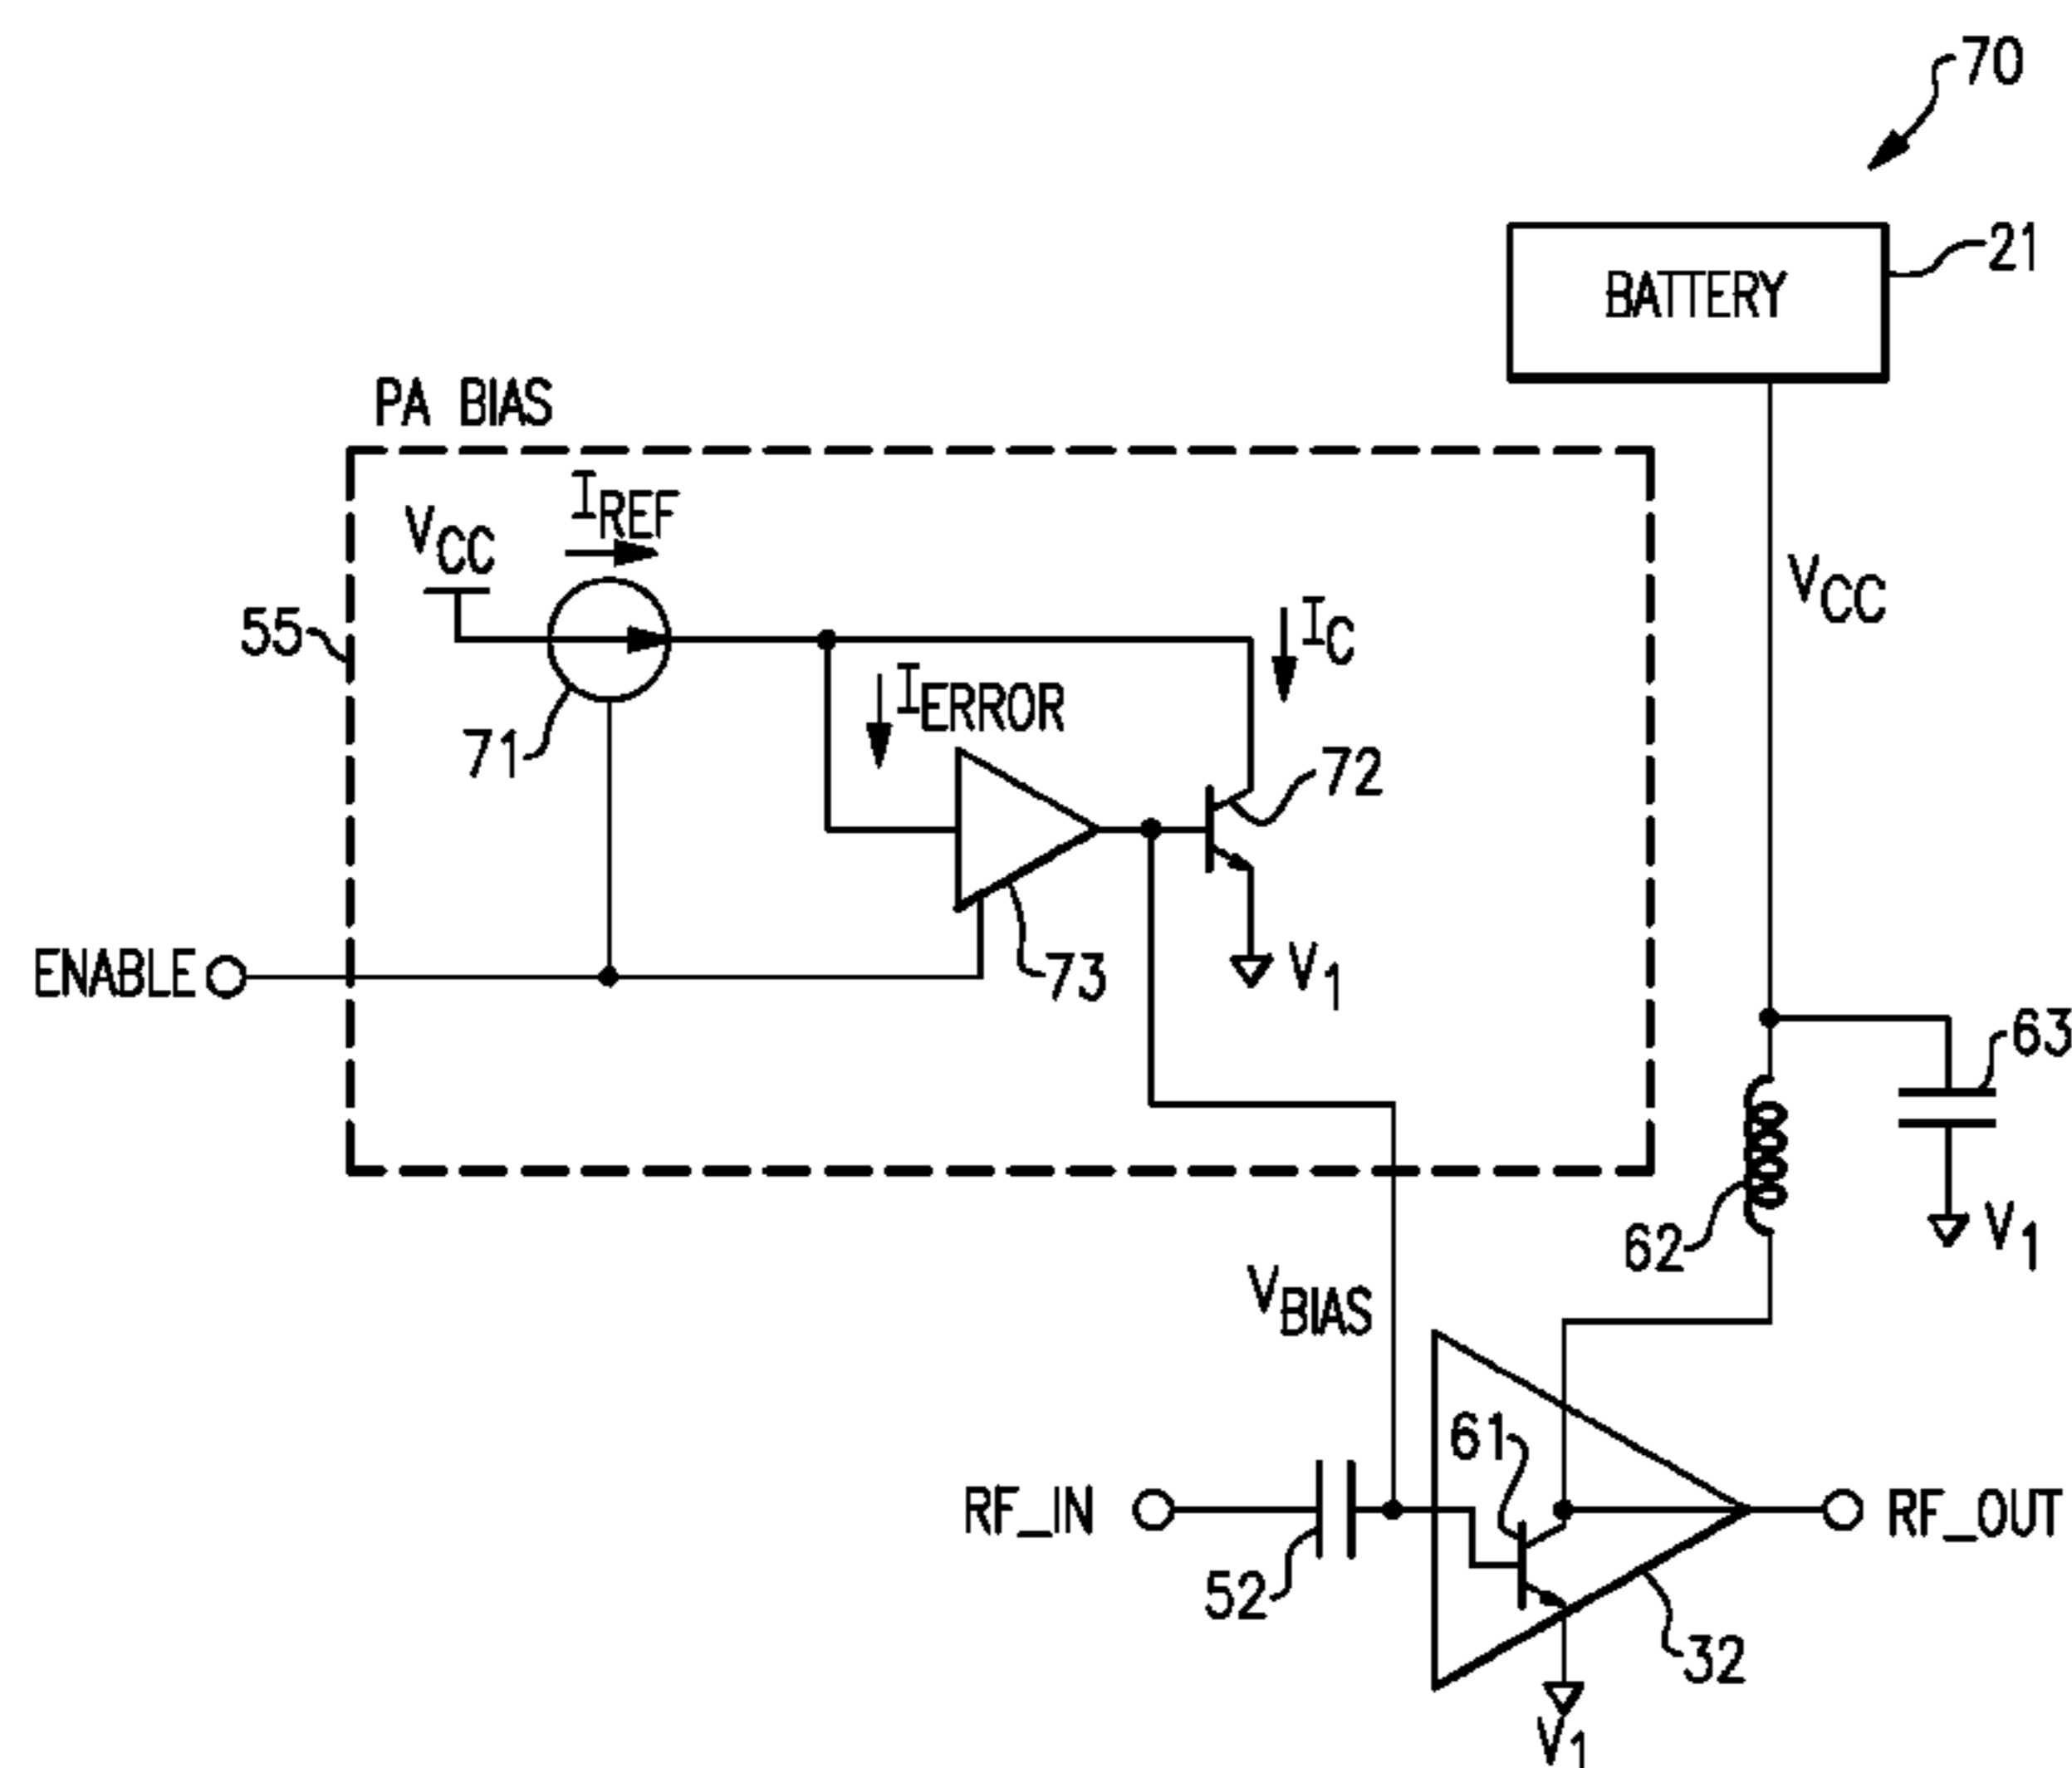 70
BATTERY
21
PA BIAS
IREF
VCC
55
IC
IERROR
VCC
71
72
ENABLE
73
V1
63
62
V1
VBIAS
61
RF_IN
RF_OUT
52
32
V1